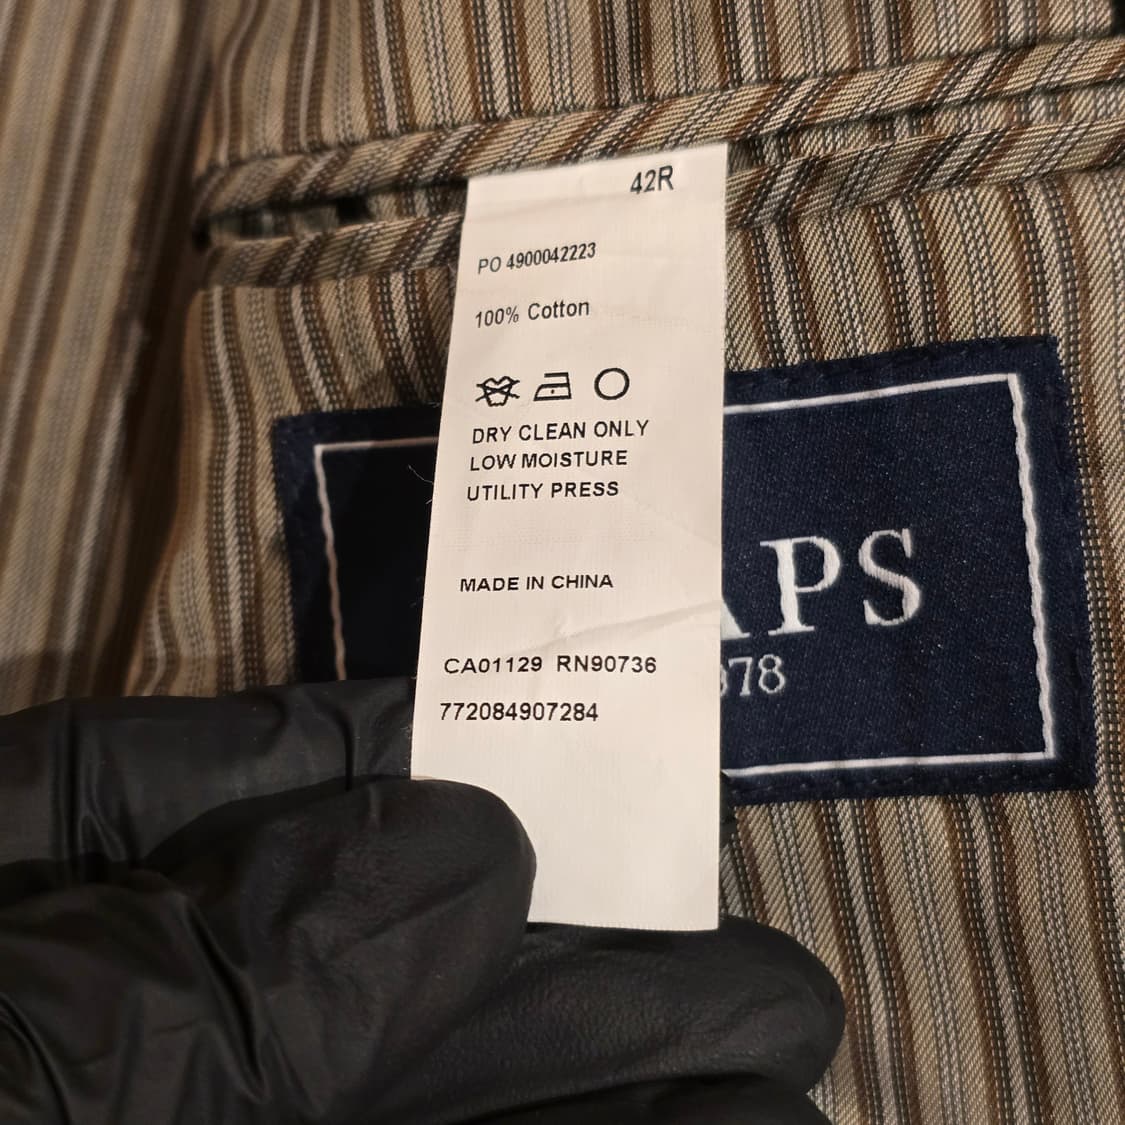 42R
PO 4900042223
100% Cotton
DRY CLEAN ONLY
LOW MOISTURE
UTILITY PRESS
MADE IN CHINA
CA01129 RN90736
772084907284
APS
978